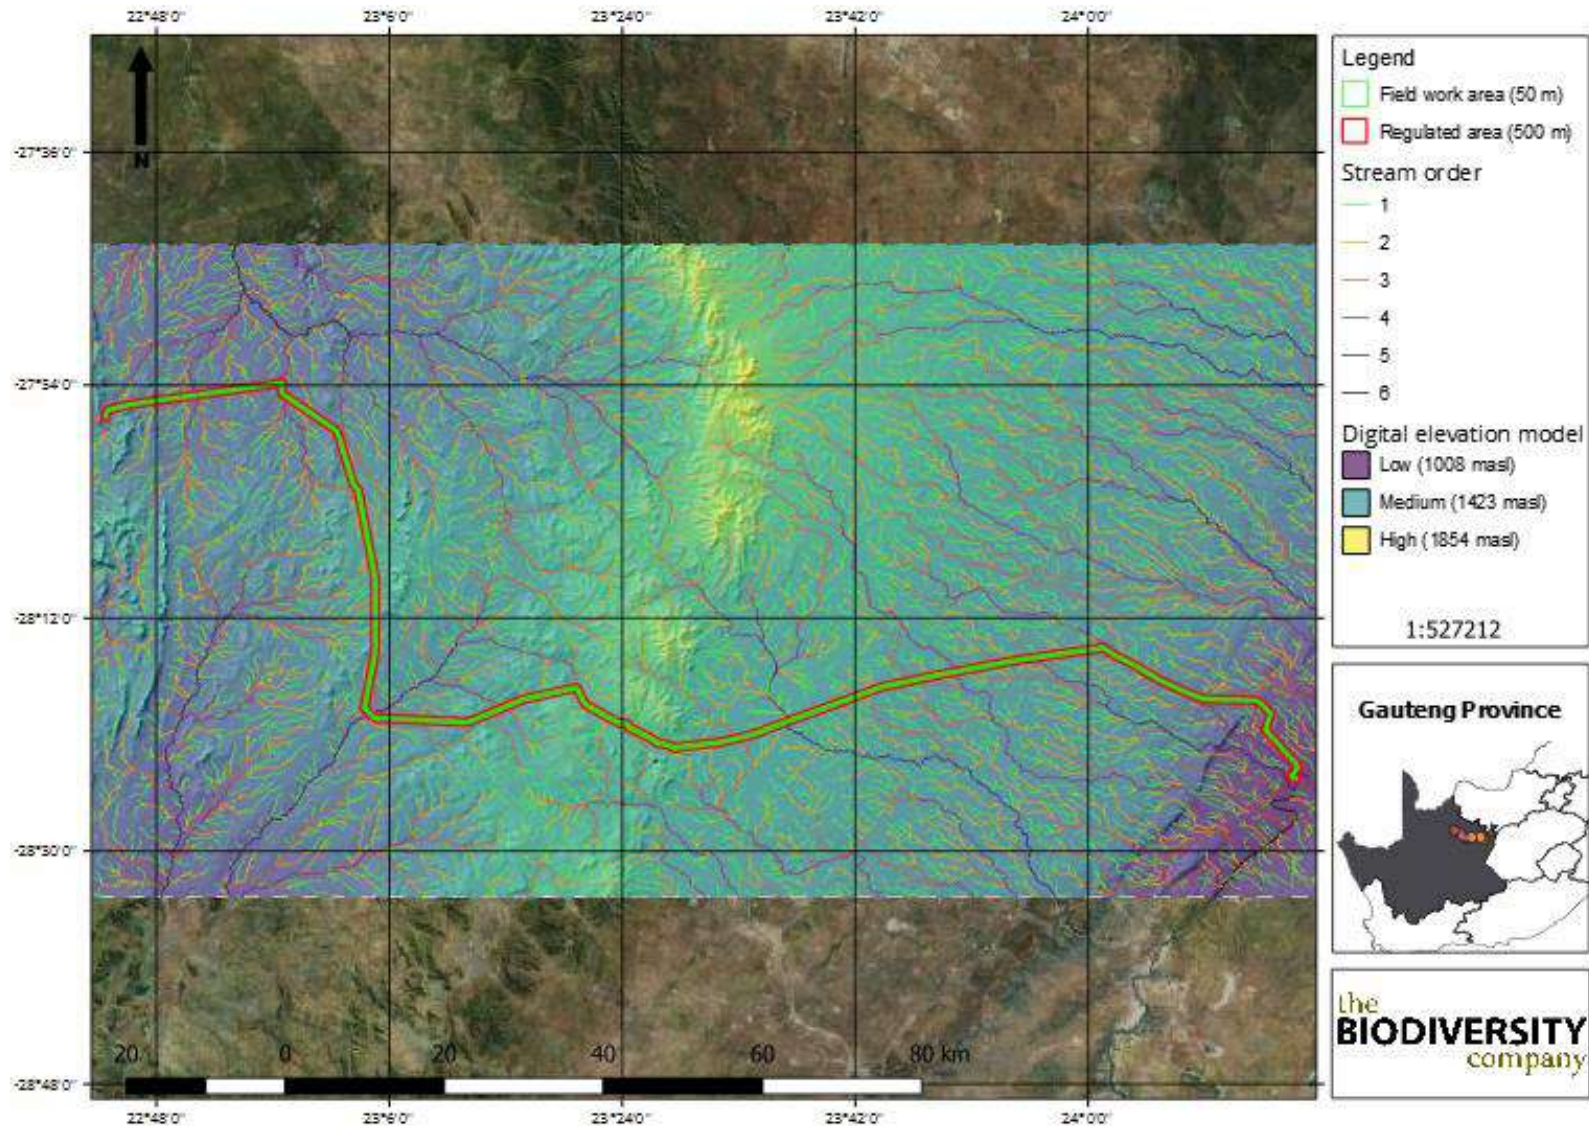 22°48'0" 23°6'0" 23°24'0" 23°42'0" 24°0'0"
-27°36'0"
-27°54'0"
-28°12'0"
-28°30'0"
-28°48'0"
N
20 0 20 40 60 80 km
22°48'0" 23°6'0" 23°24'0" 23°42'0" 24°0'0"
Legend
Field work area (50 m)
Regulated area (500 m)
Stream order
1
2
3
4
5
6
Digital elevation model
Low (1008 masl)
Medium (1423 masl)
High (1854 masl)
1:527212
Gauteng Province
the
BIODIVERSITY
company